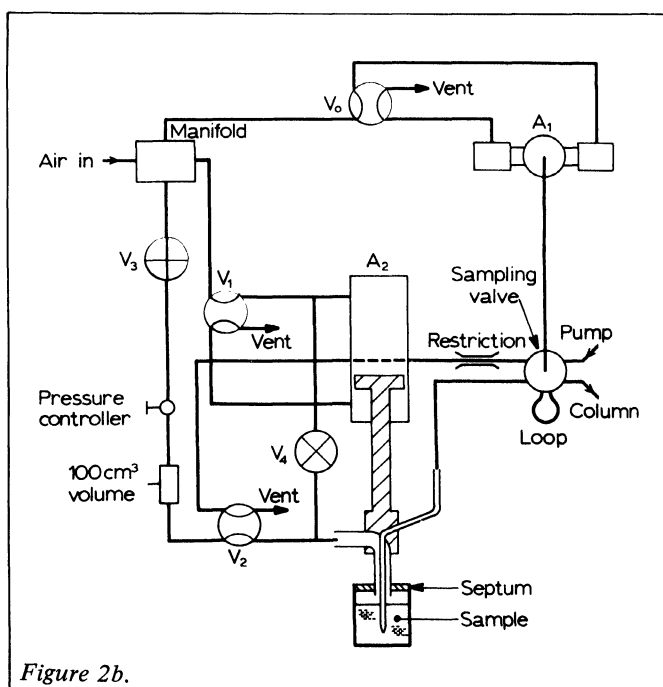 Vent
V₀
A₁
Manifold
Air in
V₃
V₁
A₂
Sampling
valve
Vent
Restriction
Pump
Column
Loop
Pressure
controller
V₄
100cm³
volume
Vent
V₂
Septum
Sample
Figure 2b.